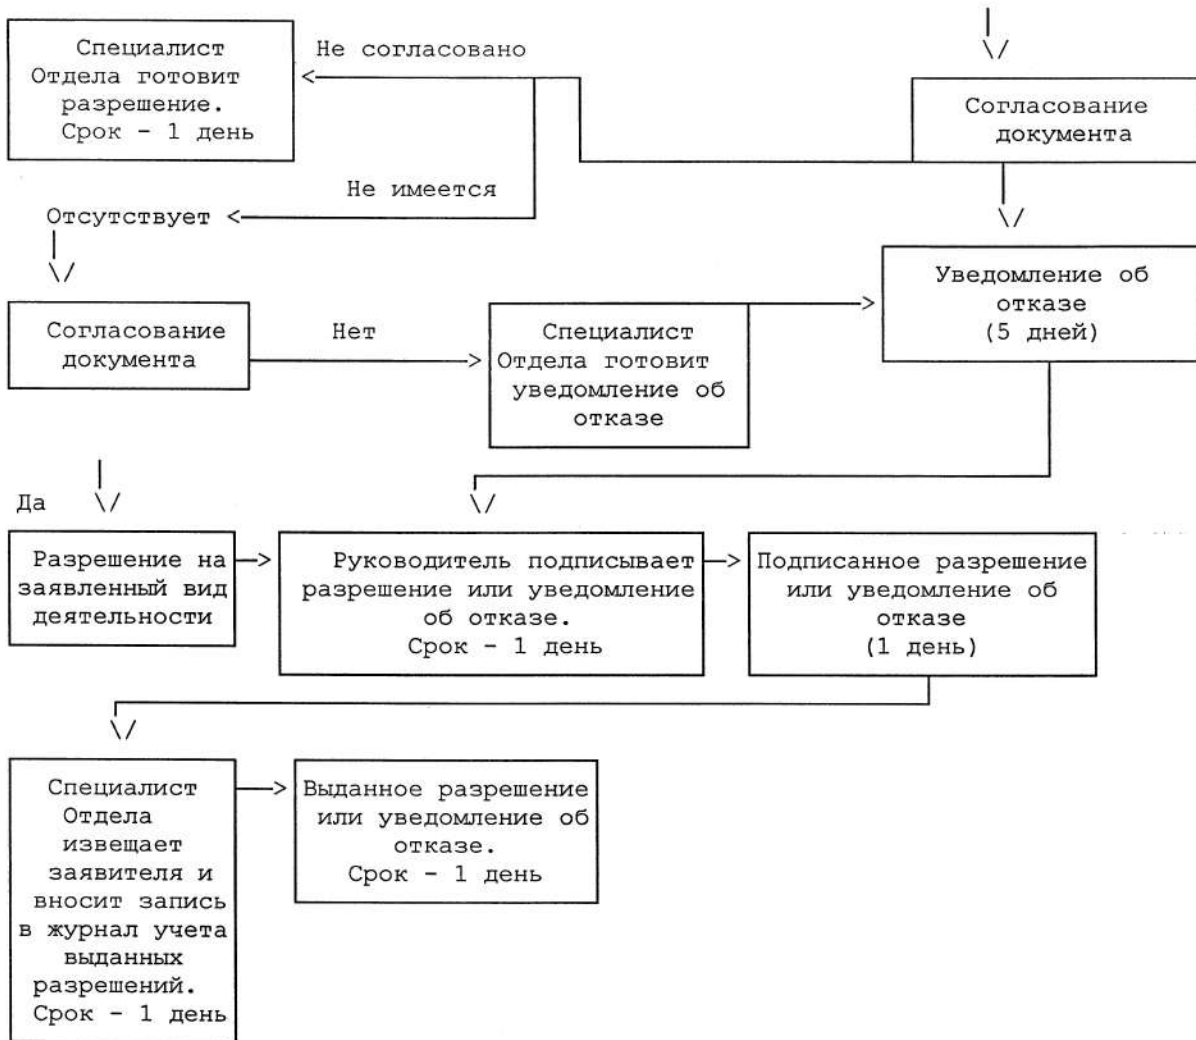 Специалист
Отдела готовит
разрешение.
Срок - 1 день
Не согласовано
Согласование
документа
Не имеется
Отсутствует
Уведомление об
отказе
(5 дней)
Согласование
документа
Нет
Специалист
Отдела готовит
уведомление об
отказе
Да
Разрешение на
заявленный вид
деятельности
Руководитель подписывает
разрешение или уведомление
об отказе.
Срок - 1 день
Подписанное разрешение
или уведомление об
отказе
(1 день)
Специалист
Отдела
извещает
заявителя и
вносит запись
в журнал учета
выданных
разрешений.
Срок - 1 день
Выданное разрешение
или уведомление об
отказе.
Срок - 1 день